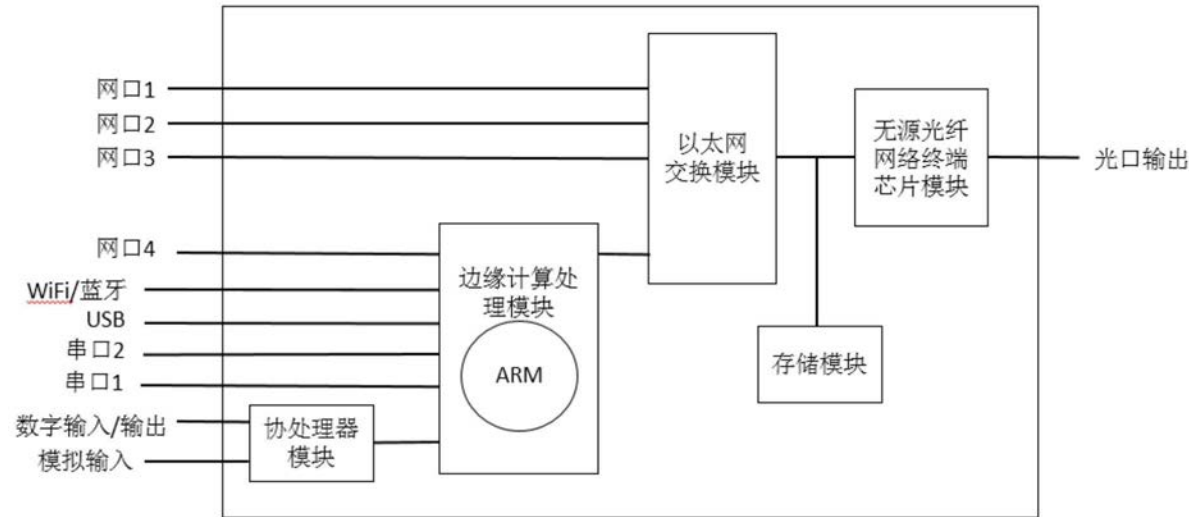 网口1
网口2
网口3
以太网
交换模块
无源光纤
网络终端
芯片模块
光口输出
网口4
WiFi/蓝牙
USB
串口2
串口1
边缘计算处
理模块
ARM
存储模块
数字输入/输出
模拟输入
协处理器
模块